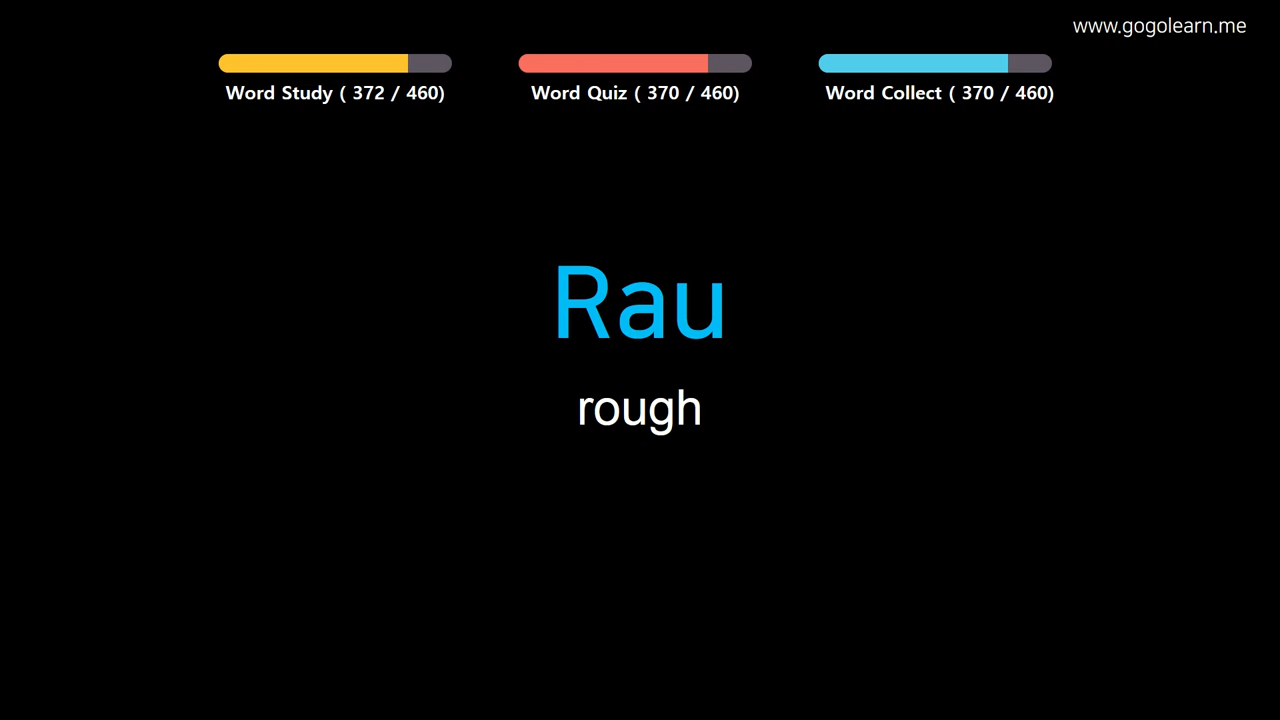 www.gogolearn.me
Word Study ( 372 / 460)
Word Quiz ( 370 / 460)
Word Collect ( 370 / 460)
Rau
rough